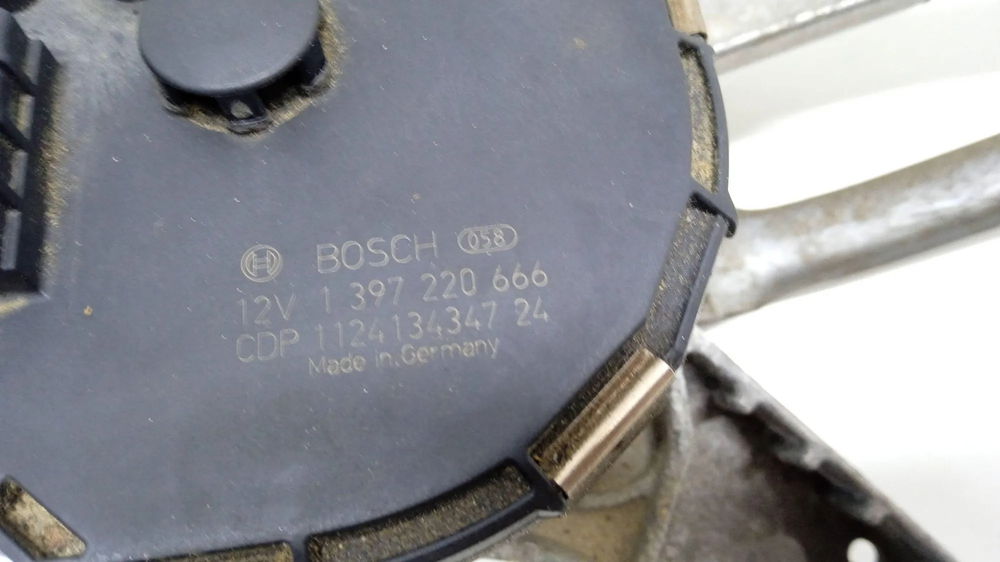 BOSCH 058
12V 1 397 220 666
CDP 1124134347 24
Made in Germany